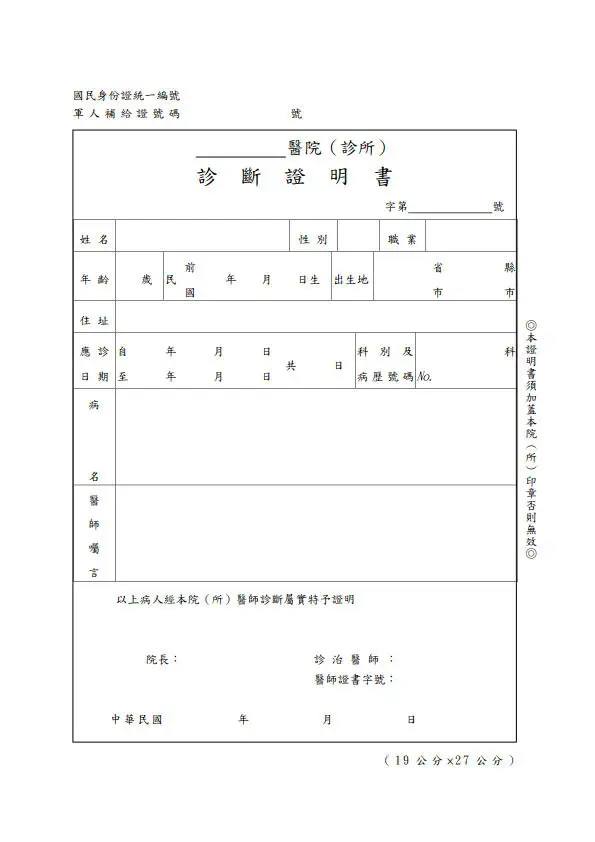 國民身份證統一編號
軍人補給證號碼 號
＿＿＿＿＿醫院（診所）
診斷證明書
字第＿＿＿＿＿號
姓名 性別 職業
年齡 歲 民前國 年 月 日生 出生地 省市 縣市
住址
應診日期 自 年 月 日 至 年 月 日 共 日 科別及病歷號碼 科 No.
病名
醫師囑言
以上病人經本院（所）醫師診斷屬實特予證明
院長： 診治醫師：
醫師證書字號：
中華民國 年 月 日
◎本證明書須加蓋本院（所）印章否則無效◎
（19公分x27公分）